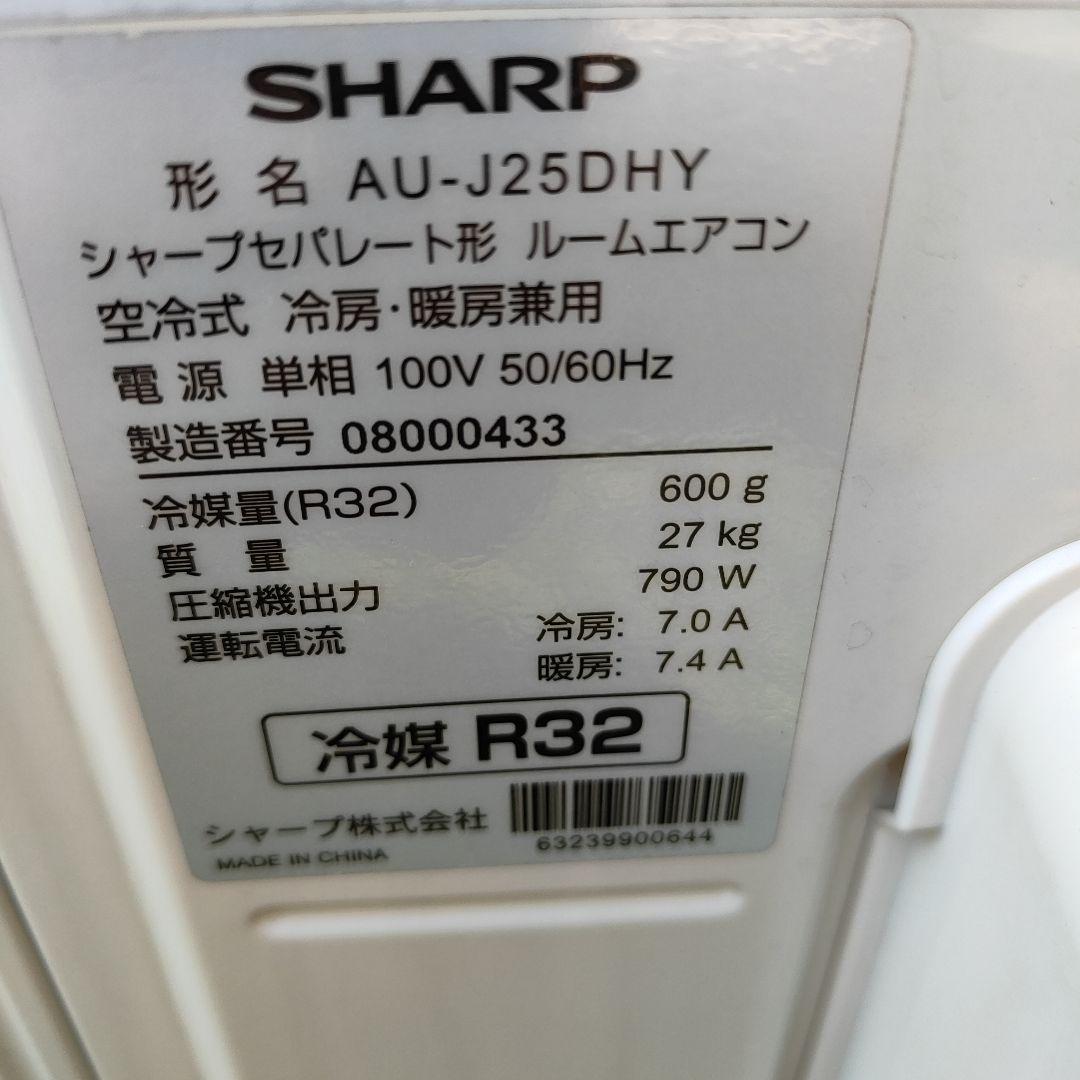 SHARP
形 名 AU-J25DHY
シャープセパレート形 ルームエアコン
空冷式 冷房・暖房兼用
電 源 単相 100V 50/60Hz
製造番号 08000433
冷媒量(R32) 600 g
質 量 27 kg
圧縮機出力 790 W
運転電流 冷房: 7.0 A
暖房: 7.4 A
冷媒 R32
シャープ株式会社
MADE IN CHINA
63239900644